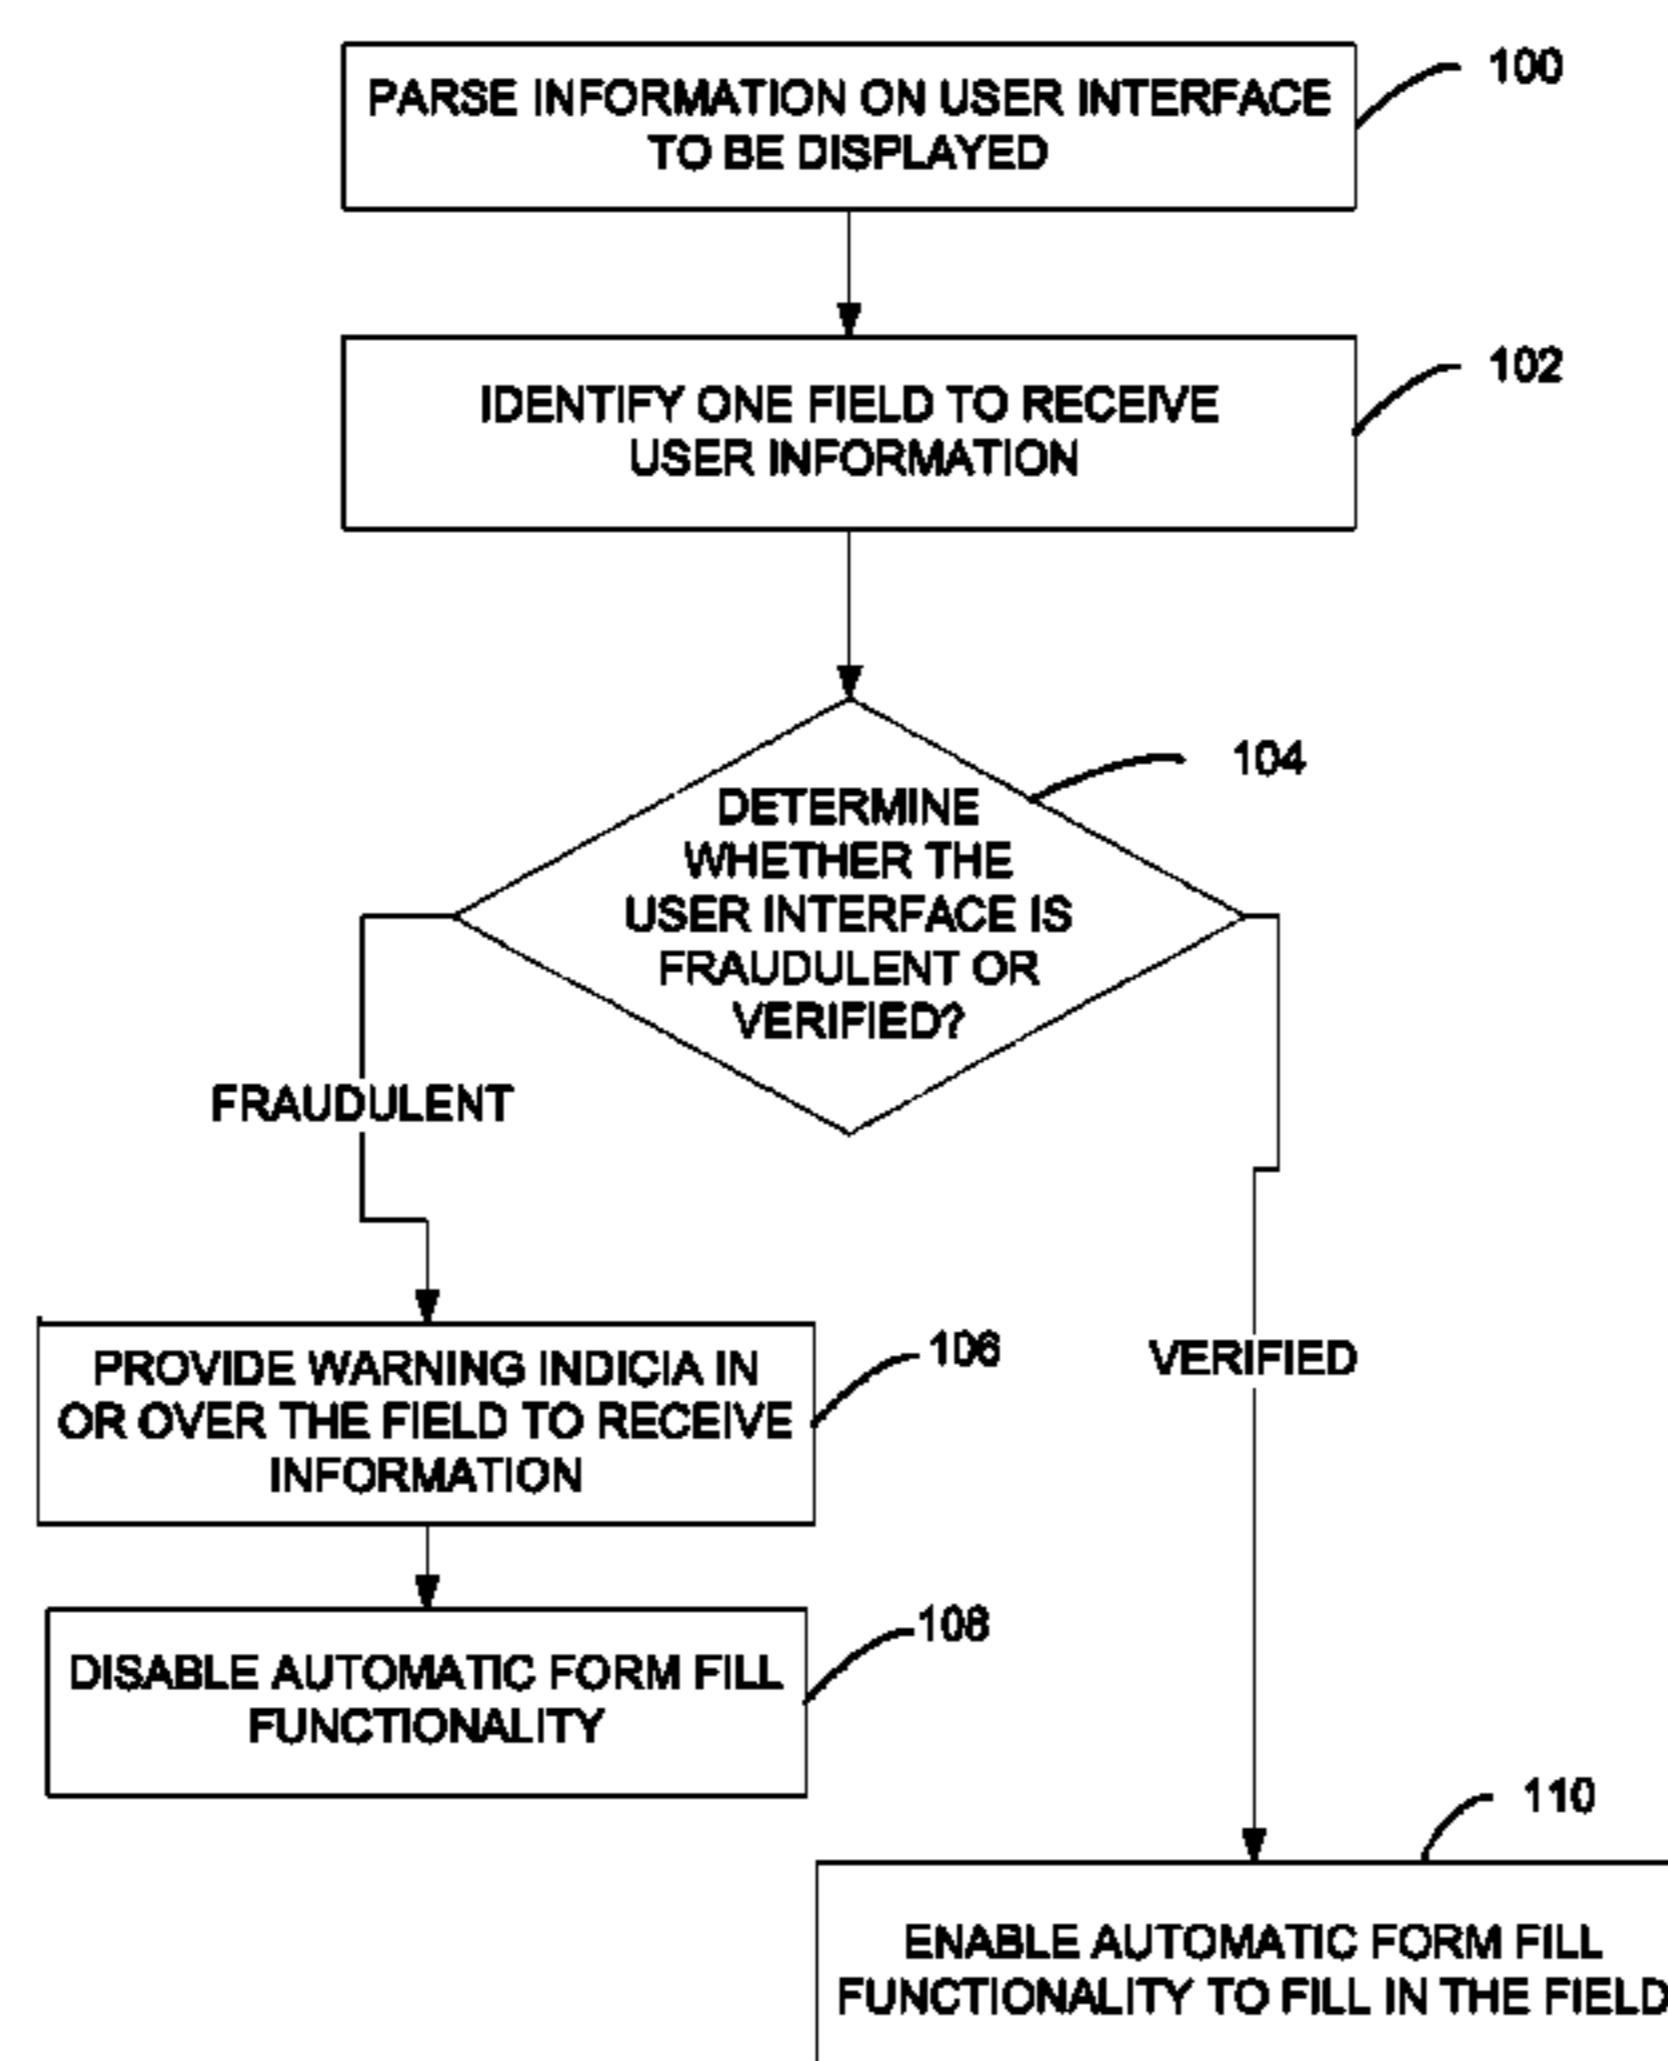 PARSE INFORMATION ON USER INTERFACE
TO BE DISPLAYED
100
IDENTIFY ONE FIELD TO RECEIVE
USER INFORMATION
102
DETERMINE
WHETHER THE
USER INTERFACE IS
FRAUDULENT OR
VERIFIED?
104
FRAUDULENT
PROVIDE WARNING INDICIA IN
OR OVER THE FIELD TO RECEIVE
INFORMATION
106
VERIFIED
DISABLE AUTOMATIC FORM FILL
FUNCTIONALITY
108
110
ENABLE AUTOMATIC FORM FILL
FUNCTIONALITY TO FILL IN THE FIELD